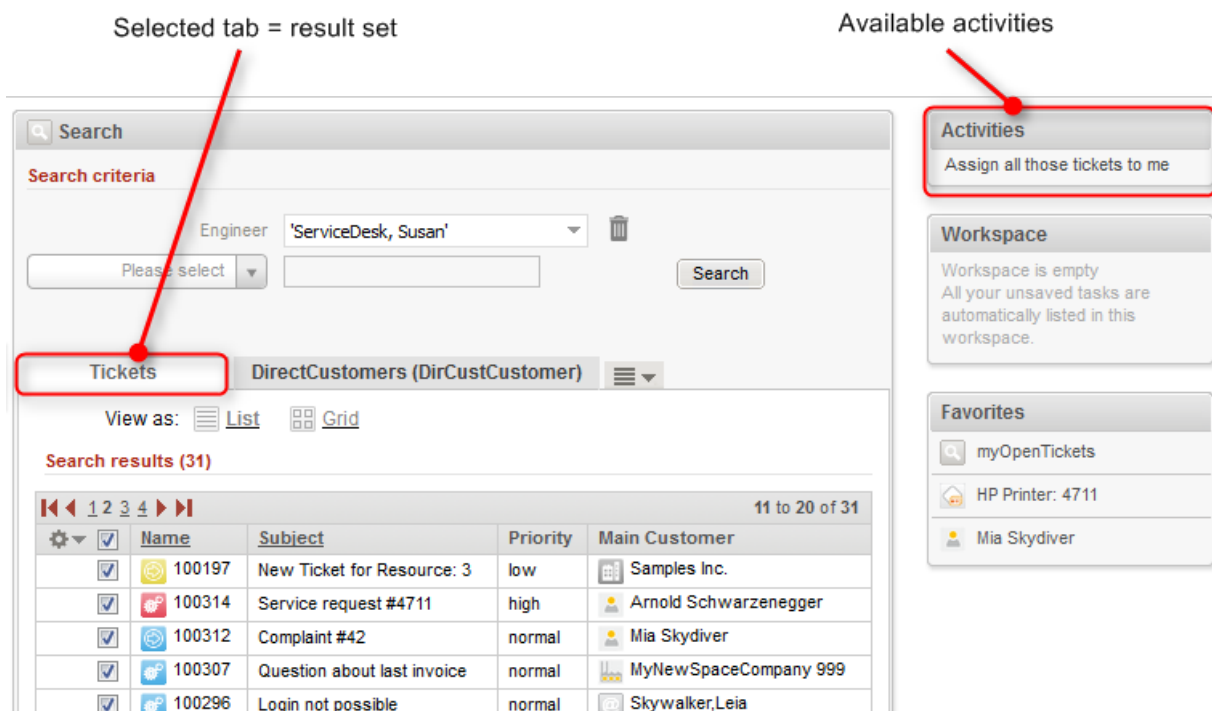 Selected tab = result set
Available activities
Search
Search criteria
Engineer 'ServiceDesk, Susan'
Please select
Search
Tickets DirectCustomers (DirCustCustomer)
View as: List Grid
Search results (31)
1 2 3 4 11 to 20 of 31
Name Subject Priority Main Customer
100197 New Ticket for Resource: 3 low Samples Inc.
100314 Service request #4711 high Arnold Schwarzenegger
100312 Complaint #42 normal Mia Skydiver
100307 Question about last invoice normal MyNewSpaceCompany 999
100296 Login not possible normal Skywalker,Leia
Activities
Assign all those tickets to me
Workspace
Workspace is empty
All your unsaved tasks are
automatically listed in this
workspace.
Favorites
myOpenTickets
HP Printer: 4711
Mia Skydiver